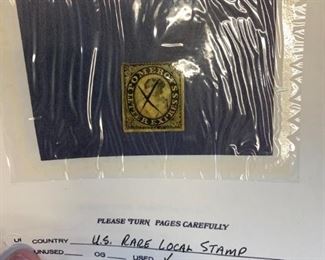 POMEROY'S
LETTER EXPRESS
PLEASE TURN PAGES CAREFULLY
COUNTRY U.S. RARE LOCAL STAMP
UNUSED OG USED